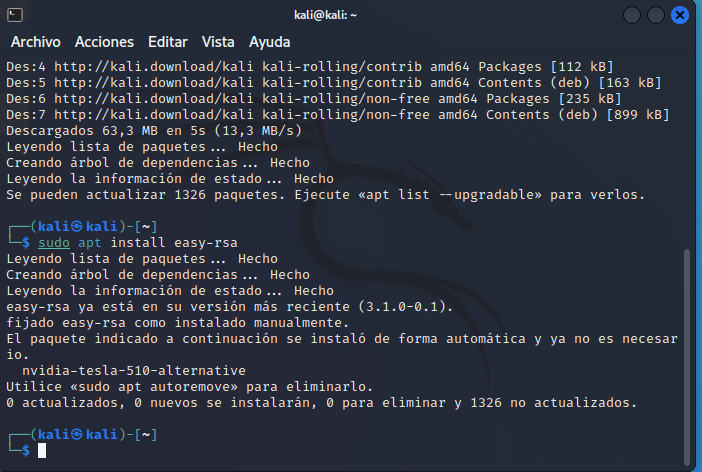 kali@kali: ~
Archivo Acciones Editar Vista Ayuda
Des:4 http://kali.download/kali kali-rolling/contrib amd64 Packages [112 kB]
Des:5 http://kali.download/kali kali-rolling/contrib amd64 Contents (deb) [163 kB]
Des:6 http://kali.download/kali kali-rolling/non-free amd64 Packages [235 kB]
Des:7 http://kali.download/kali kali-rolling/non-free amd64 Contents (deb) [899 kB]
Descargados 63,3 MB en 5s (13,3 MB/s)
Leyendo lista de paquetes... Hecho
Creando árbol de dependencias... Hecho
Leyendo la información de estado... Hecho
Se pueden actualizar 1326 paquetes. Ejecute «apt list --upgradable» para verlos.
┌──(kali㉿kali)-[~]
└─$ sudo apt install easy-rsa
Leyendo lista de paquetes... Hecho
Creando árbol de dependencias... Hecho
Leyendo la información de estado... Hecho
easy-rsa ya está en su versión más reciente (3.1.0-0.1).
fijado easy-rsa como instalado manualmente.
El paquete indicado a continuación se instaló de forma automática y ya no es necesar
io.
nvidia-tesla-510-alternative
Utilice «sudo apt autoremove» para eliminarlo.
0 actualizados, 0 nuevos se instalarán, 0 para eliminar y 1326 no actualizados.
┌──(kali㉿kali)-[~]
└─$